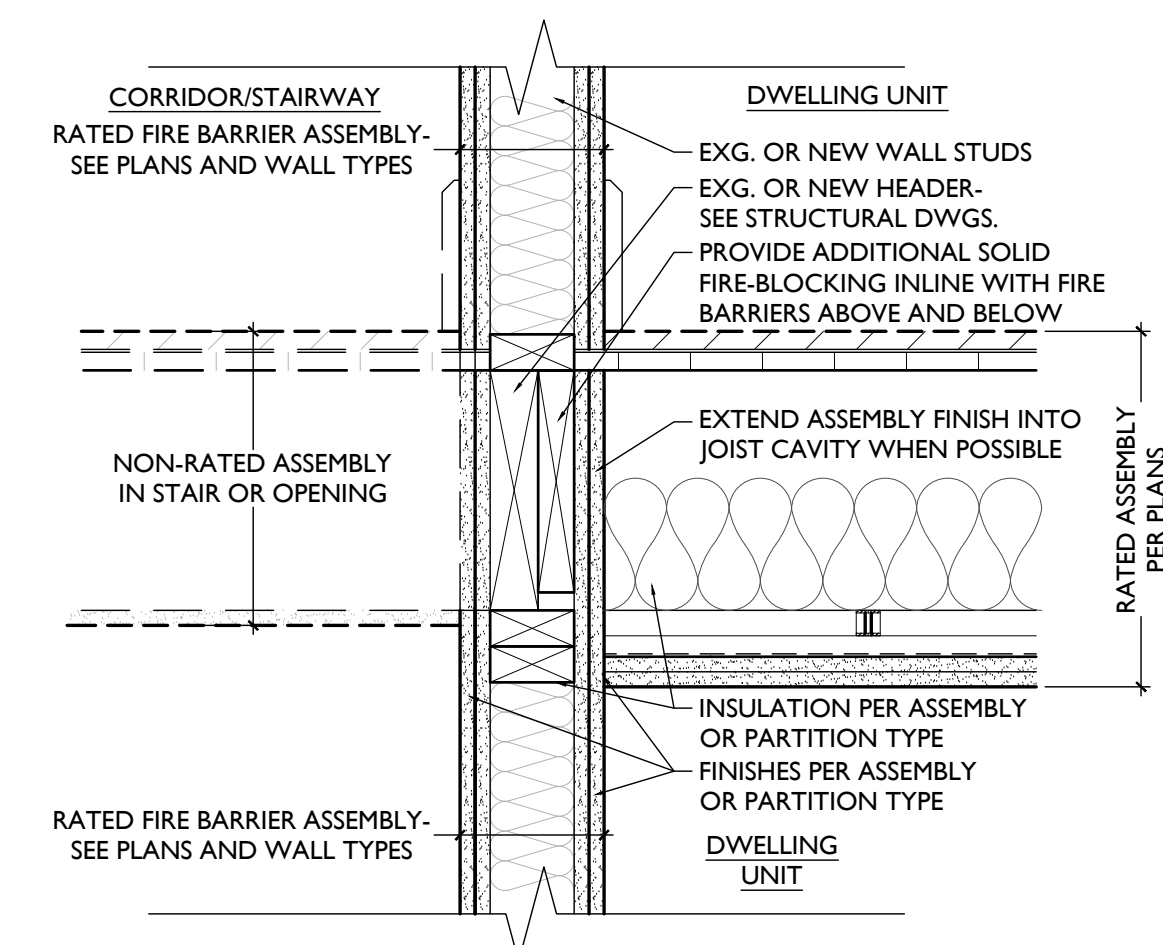 CORRIDOR/STAIRWAY
RATED FIRE BARRIER ASSEMBLY-
SEE PLANS AND WALL TYPES
DWELLING UNIT
EXG. OR NEW WALL STUDS
EXG. OR NEW HEADER-
SEE STRUCTURAL DWGS.
PROVIDE ADDITIONAL SOLID
FIRE-BLOCKING INLINE WITH FIRE
BARRIERS ABOVE AND BELOW
NON-RATED ASSEMBLY
IN STAIR OR OPENING
EXTEND ASSEMBLY FINISH INTO
JOIST CAVITY WHEN POSSIBLE
RATED ASSEMBLY
PER PLANS
INSULATION PER ASSEMBLY
OR PARTITION TYPE
FINISHES PER ASSEMBLY
OR PARTITION TYPE
RATED FIRE BARRIER ASSEMBLY-
SEE PLANS AND WALL TYPES
DWELLING
UNIT